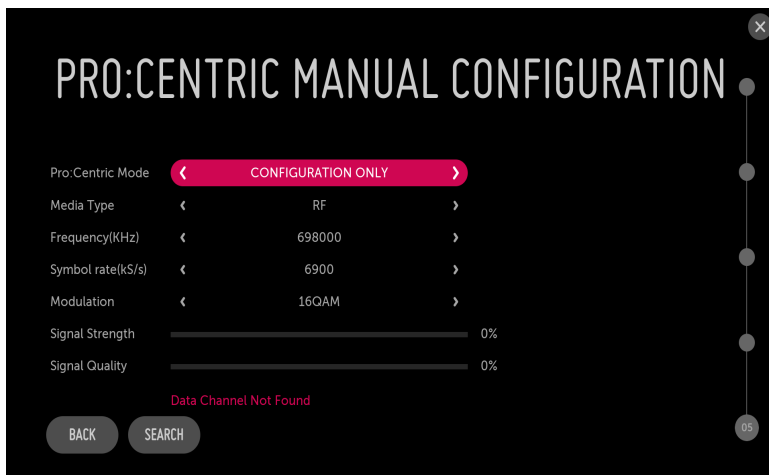 PRO:CENTRIC MANUAL CONFIGURATION
Pro:Centric Mode CONFIGURATION ONLY
Media Type RF
Frequency(KHz) 698000
Symbol rate(kS/s) 6900
Modulation 16QAM
Signal Strength 0%
Signal Quality 0%
Data Channel Not Found
BACK SEARCH
05